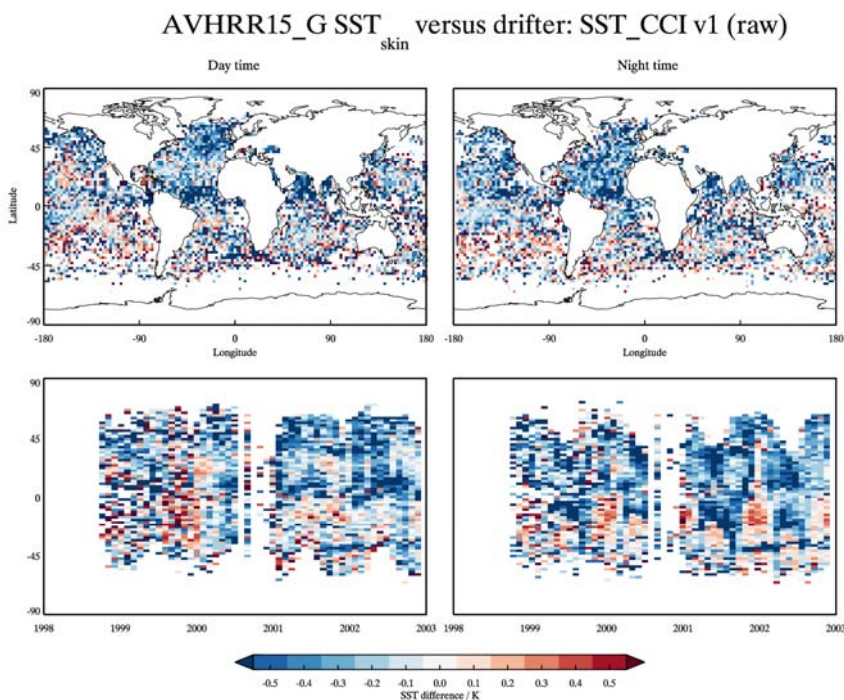 AVHRR15_G SST skin versus drifter: SST_CCI v1 (raw)
Day time
Night time
90
45
0
-45
-90
Latitude
-180 -90 0 90 180
Longitude
-180 -90 0 90 180
Longitude
90
45
0
-45
-90
1998 1999 2000 2001 2002 2003
1998 1999 2000 2001 2002 2003
-0.5 -0.4 -0.3 -0.2 -0.1 0.0 0.1 0.2 0.3 0.4 0.5
SST difference / K